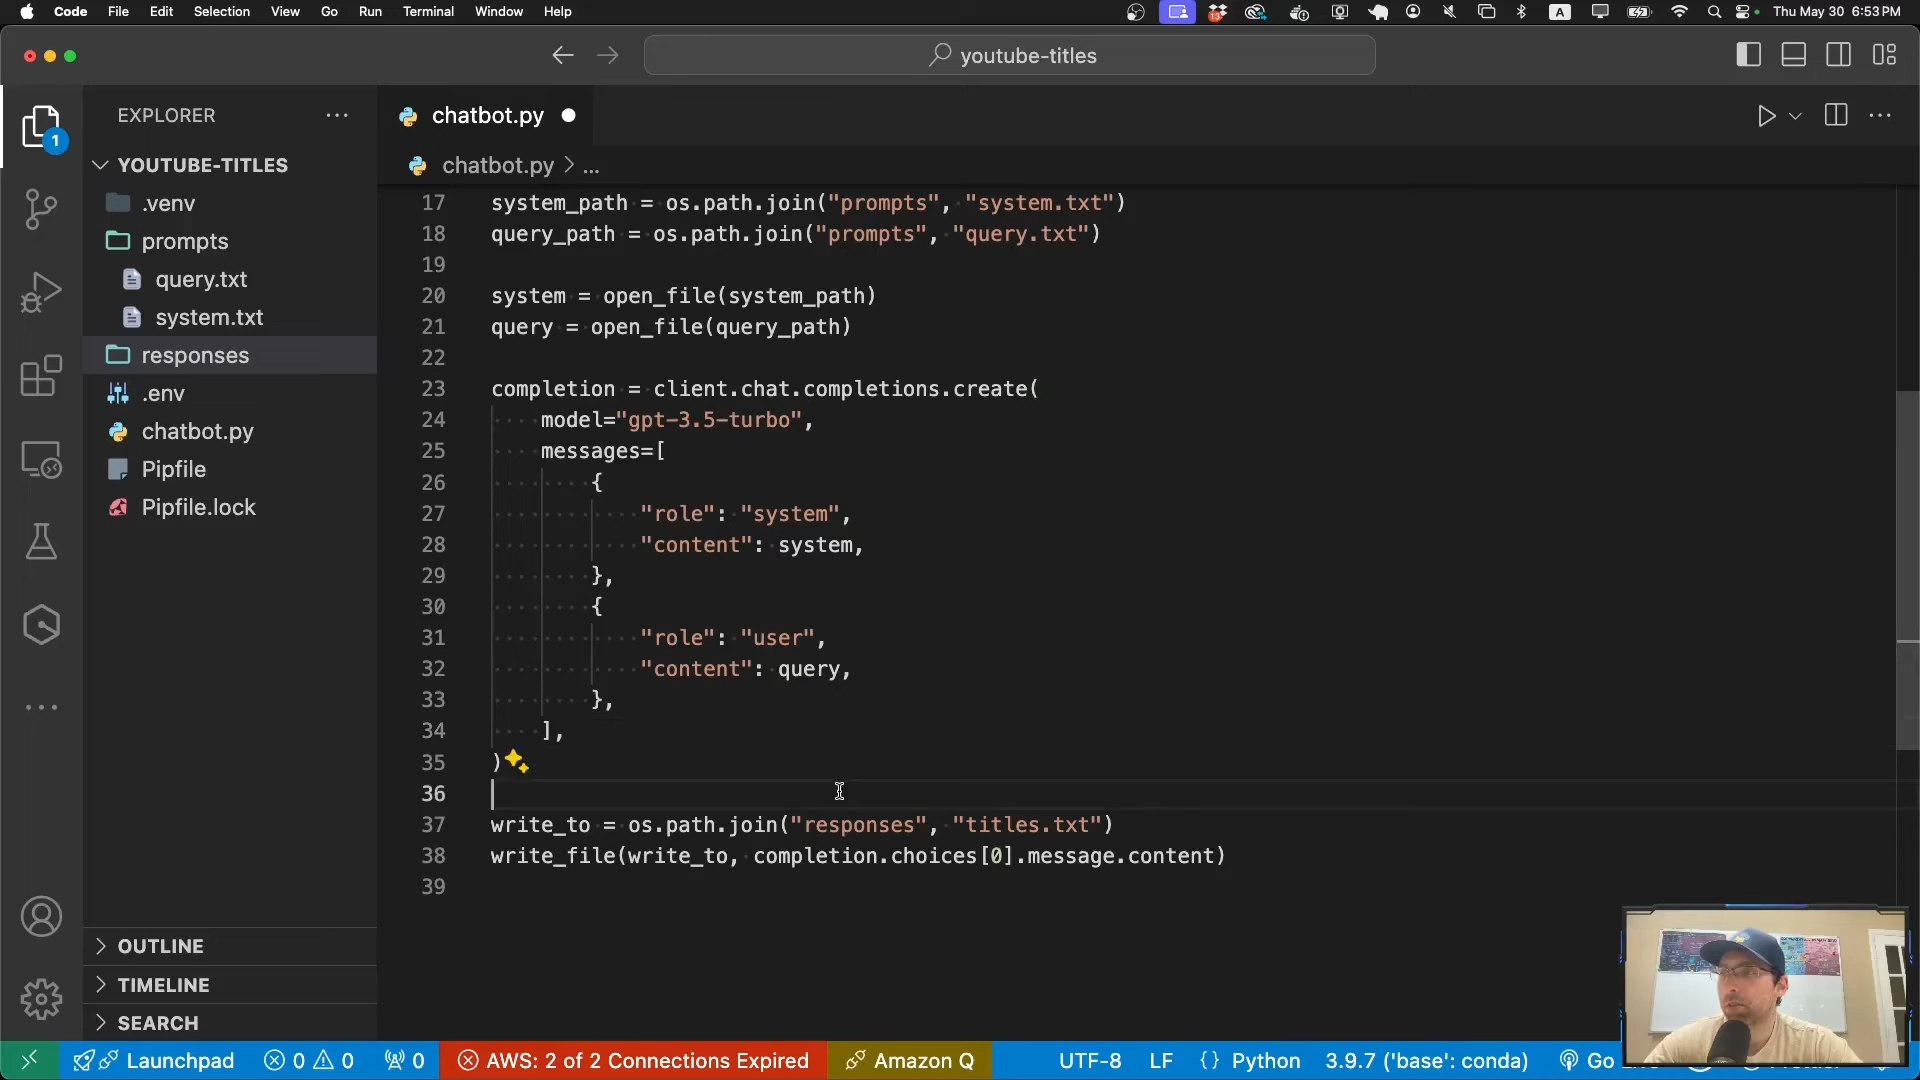 Code File Edit Selection View Go Run Terminal Window Help
13
A
Thu May 30 6:53 PM
youtube-titles
1
EXPLORER
YOUTUBE-TITLES
.venv
prompts
query.txt
system.txt
responses
.env
chatbot.py
Pipfile
Pipfile.lock
OUTLINE
TIMELINE
SEARCH
chatbot.py
chatbot.py > ...
17 system_path = os.path.join("prompts", "system.txt")
18 query_path = os.path.join("prompts", "query.txt")
19
20 system = open_file(system_path)
21 query = open_file(query_path)
22
23 completion = client.chat.completions.create(
24 model="gpt-3.5-turbo",
25 messages=[
26 {
27 "role": "system",
28 "content": system,
29 },
30 {
31 "role": "user",
32 "content": query,
33 },
34 ],
35 )
36
37 write_to = os.path.join("responses", "titles.txt")
38 write_file(write_to, completion.choices[0].message.content)
39
Launchpad 0 0 0 AWS: 2 of 2 Connections Expired Amazon Q UTF-8 LF {} Python 3.9.7 ('base': conda) Go